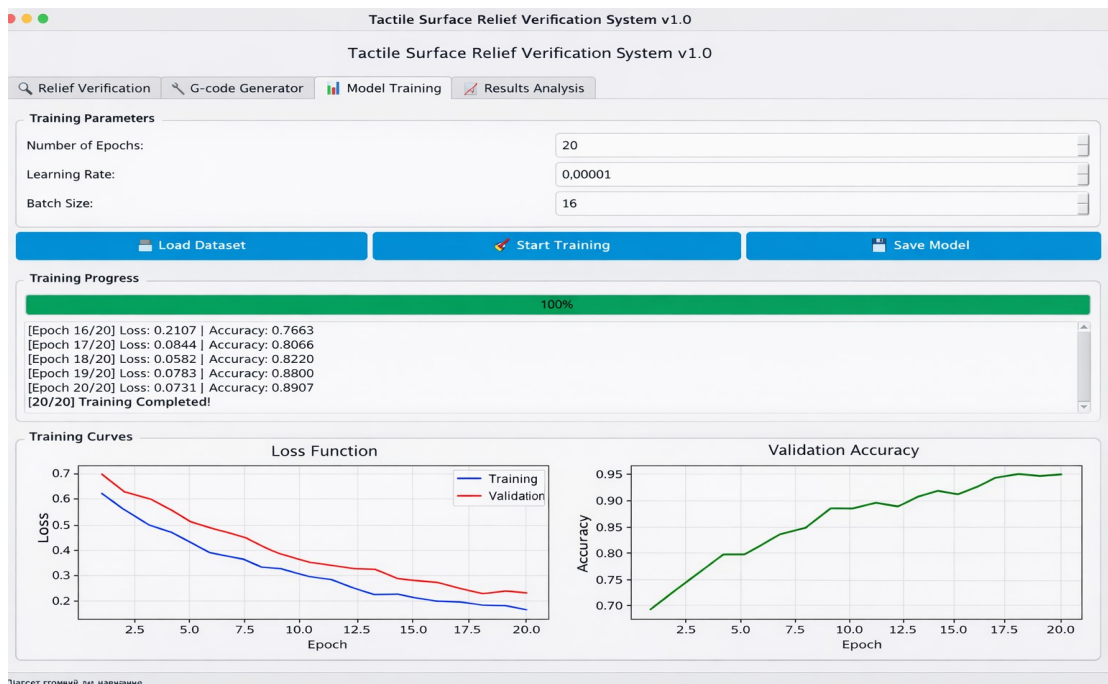 Tactile Surface Relief Verification System v1.0
Tactile Surface Relief Verification System v1.0
Relief Verification G-code Generator Model Training Results Analysis
Training Parameters
Number of Epochs: 20
Learning Rate: 0,00001
Batch Size: 16
Load Dataset Start Training Save Model
Training Progress
100%
[Epoch 16/20] Loss: 0.2107 | Accuracy: 0.7663
[Epoch 17/20] Loss: 0.0844 | Accuracy: 0.8066
[Epoch 18/20] Loss: 0.0582 | Accuracy: 0.8220
[Epoch 19/20] Loss: 0.0783 | Accuracy: 0.8800
[Epoch 20/20] Loss: 0.0731 | Accuracy: 0.8907
[20/20] Training Completed!
Training Curves
Loss Function
Training
Validation
Loss
0.7
0.6
0.5
0.4
0.3
0.2
2.5 5.0 7.5 10.0 12.5 15.0 17.5 20.0
Epoch
Validation Accuracy
Accuracy
0.95
0.90
0.85
0.80
0.75
0.70
2.5 5.0 7.5 10.0 12.5 15.0 17.5 20.0
Epoch